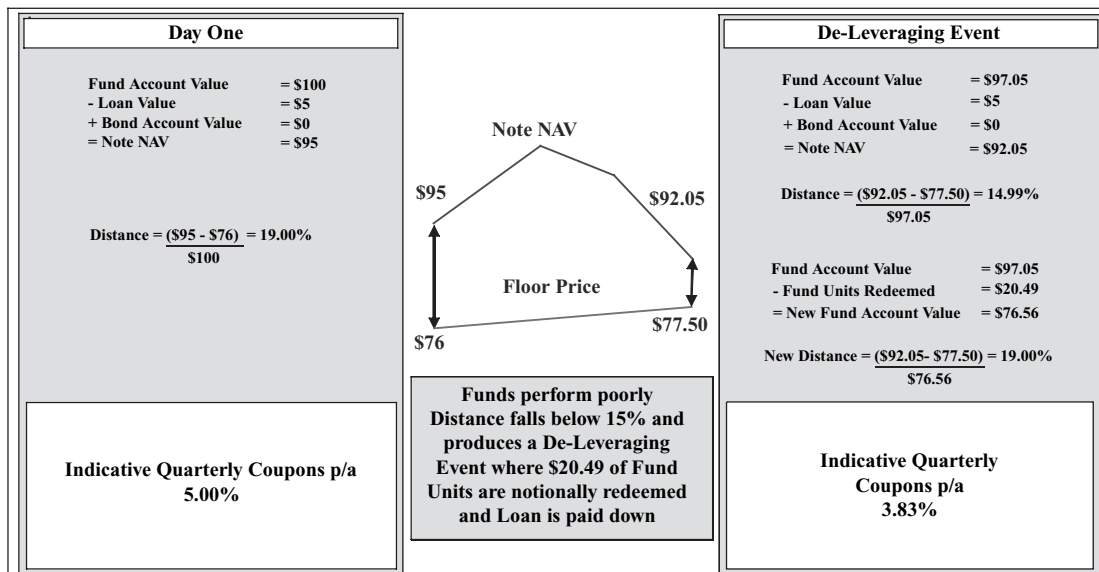 Day One
Fund Account Value = $100
- Loan Value = $5
+ Bond Account Value = $0
= Note NAV = $95
Distance = ($95 - $76) = 19.00%
$100
Indicative Quarterly Coupons p/a
5.00%
Note NAV
$95
$92.05
Floor Price
$76
$77.50
Funds perform poorly
Distance falls below 15% and
produces a De-Leveraging
Event where $20.49 of Fund
Units are notionally redeemed
and Loan is paid down
De-Leveraging Event
Fund Account Value = $97.05
- Loan Value = $5
+ Bond Account Value = $0
= Note NAV = $92.05
Distance = ($92.05 - $77.50) = 14.99%
$97.05
Fund Account Value = $97.05
- Fund Units Redeemed = $20.49
= New Fund Account Value = $76.56
New Distance = ($92.05- $77.50) = 19.00%
$76.56
Indicative Quarterly
Coupons p/a
3.83%